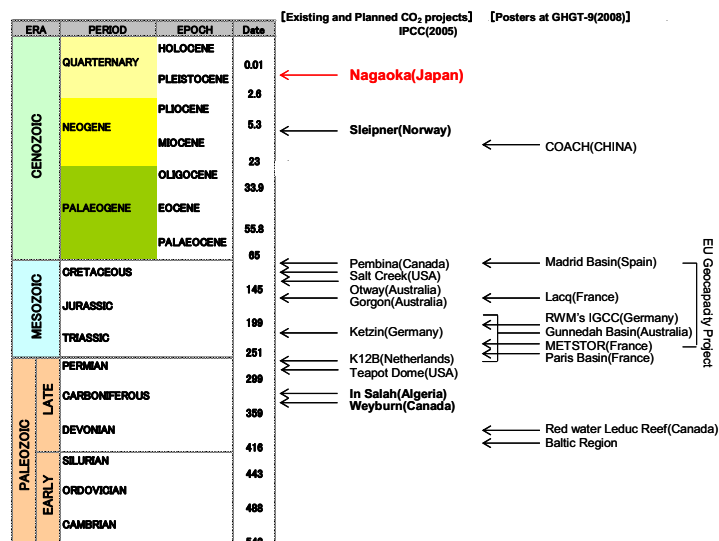 [Existing and Planned CO₂ projects] [Posters at GHGT-9(2008)]
IPCC(2005)
ERA PERIOD EPOCH Date
HOLOCENE
QUARTERNARY
0.01
PLEISTOCENE
Nagaoka(Japan)
2.6
PLIOCENE
NEOGENE
5.3
Sleipner(Norway)
MIOCENE
COACH(CHINA)
23
CENOZOIC
OLIGOCENE
33.9
PALAEOGENE
EOCENE
55.8
PALAEOCENE
65
EU Geocapacity Project
Pembina(Canada)
Madrid Basin(Spain)
CRETACEOUS
Salt Creek(USA)
145
Otway(Australia)
Gorgon(Australia)
Lacq(France)
MESOZOIC
JURASSIC
199
RWM's IGCC(Germany)
Ketzin(Germany)
Gunnedah Basin(Australia)
TRIASSIC
METSTOR(France)
251
K12B(Netherlands)
Paris Basin(France)
PERMIAN
Teapot Dome(USA)
299
In Salah(Algeria)
CARBONIFEROUS
Weyburn(Canada)
LATE
359
DEVONIAN
Red water Leduc Reef(Canada)
Baltic Region
416
PALEOZOIC
SILURIAN
443
EARLY
ORDOVICIAN
488
CAMBRIAN